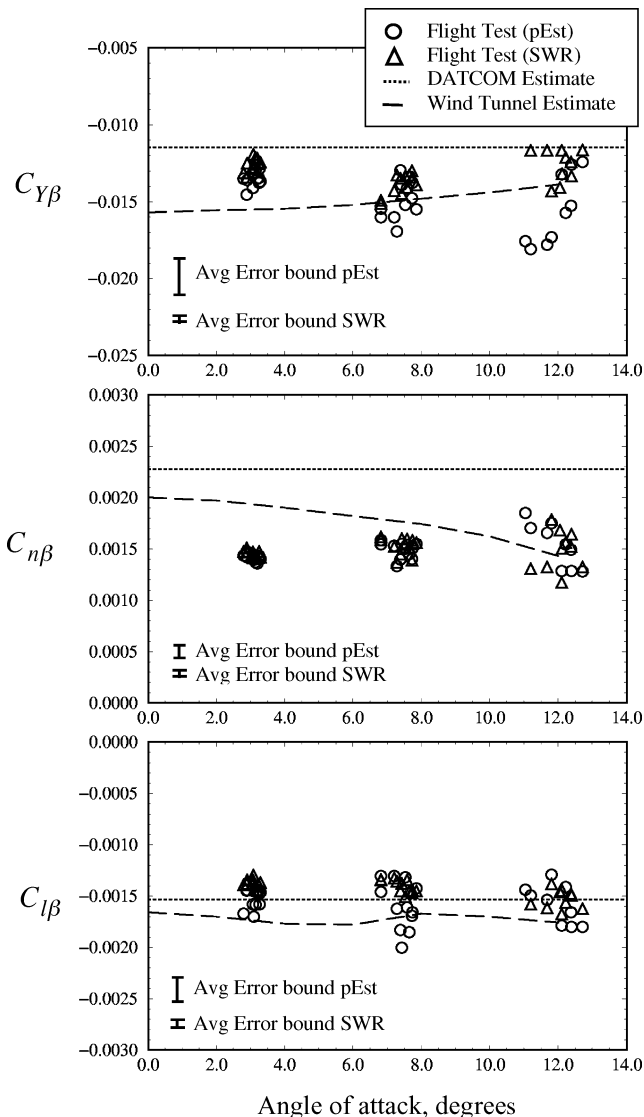 Flight Test (pEst)
Flight Test (SWR)
DATCOM Estimate
Wind Tunnel Estimate
−0.005
−0.010
−0.015
−0.020
−0.025
C_{Yβ}
Avg Error bound pEst
Avg Error bound SWR
0.0 2.0 4.0 6.0 8.0 10.0 12.0 14.0
0.0030
0.0025
0.0020
0.0015
0.0010
0.0005
0.0000
C_{nβ}
Avg Error bound pEst
Avg Error bound SWR
0.0 2.0 4.0 6.0 8.0 10.0 12.0 14.0
0.0000
−0.0005
−0.0010
−0.0015
−0.0020
−0.0025
−0.0030
C_{lβ}
Avg Error bound pEst
Avg Error bound SWR
0.0 2.0 4.0 6.0 8.0 10.0 12.0 14.0
Angle of attack, degrees